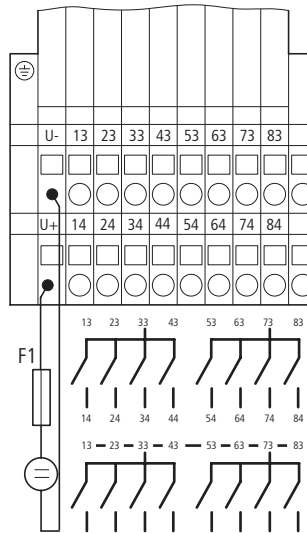 U- 13 23 33 43 53 63 73 83
U+ 14 24 34 44 54 64 74 84
13 23 33 43 53 63 73 83
F1
14 24 34 44 54 64 74 84
13 23 33 43 53 63 73 83